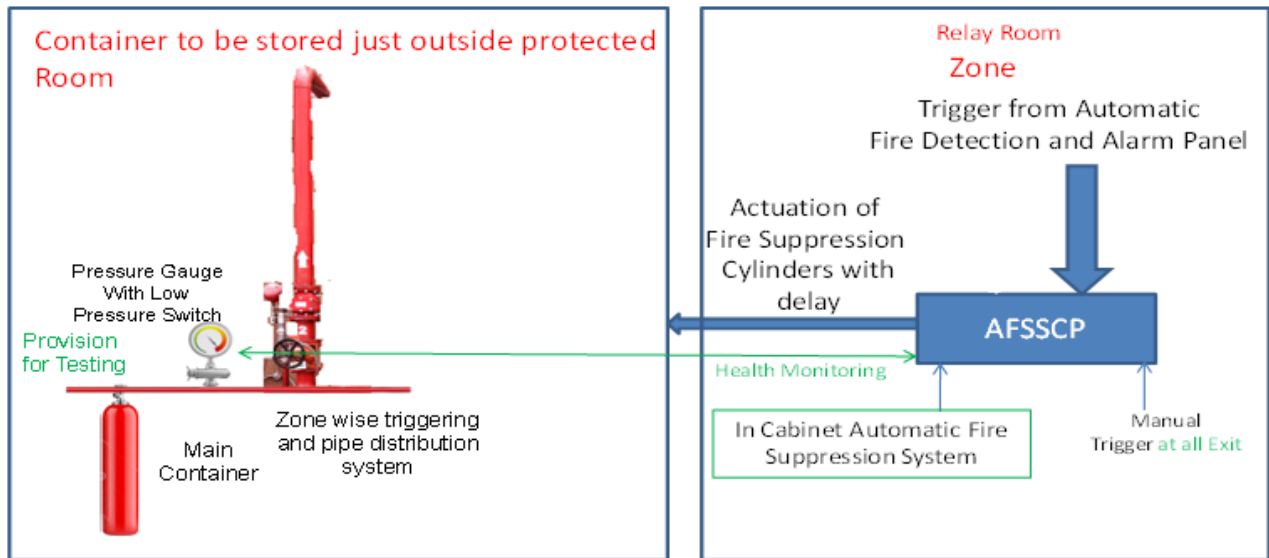 Container to be stored just outside protected
Room
Pressure Gauge
With Low
Pressure Switch
Provision
for Testing
Main
Container
Zone wise triggering
and pipe distribution
system
Relay Room
Zone
Trigger from Automatic
Fire Detection and Alarm Panel
Actuation of
Fire Suppression
Cylinders with
delay
AFSSCP
Health Monitoring
In Cabinet Automatic Fire
Suppression System
Manual
Trigger at all Exit